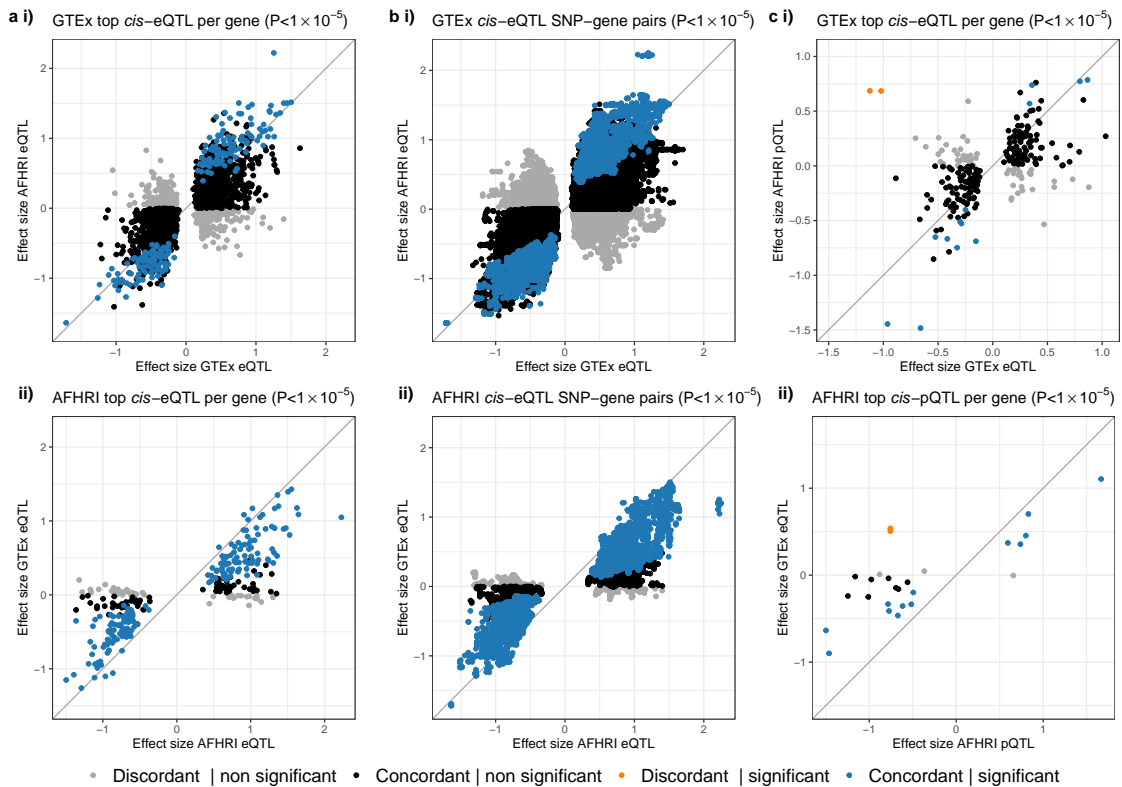 a i) GTEx top cis−eQTL per gene (P<1×10−5)
2
1
0
−1
Effect size AFHRI eQTL
−1 0 1 2
Effect size GTEx eQTL
b i) GTEx cis−eQTL SNP−gene pairs (P<1×10−5)
2
1
0
−1
Effect size AFHRI eQTL
−1 0 1 2
Effect size GTEx eQTL
c i) GTEx top cis−eQTL per gene (P<1×10−5)
1.0
0.5
0.0
−0.5
−1.0
−1.5
Effect size AFHRI pQTL
−1.5 −1.0 −0.5 0.0 0.5 1.0
Effect size GTEx eQTL
ii) AFHRI top cis−eQTL per gene (P<1×10−5)
2
1
0
−1
Effect size GTEx eQTL
−1 0 1 2
Effect size AFHRI eQTL
ii) AFHRI cis−eQTL SNP−gene pairs (P<1×10−5)
2
1
0
−1
Effect size GTEx eQTL
−1 0 1 2
Effect size AFHRI eQTL
ii) AFHRI top cis−pQTL per gene (P<1×10−5)
1
0
−1
Effect size GTEx eQTL
−1 0 1
Effect size AFHRI pQTL
Discordant | non significant Concordant | non significant Discordant | significant Concordant | significant